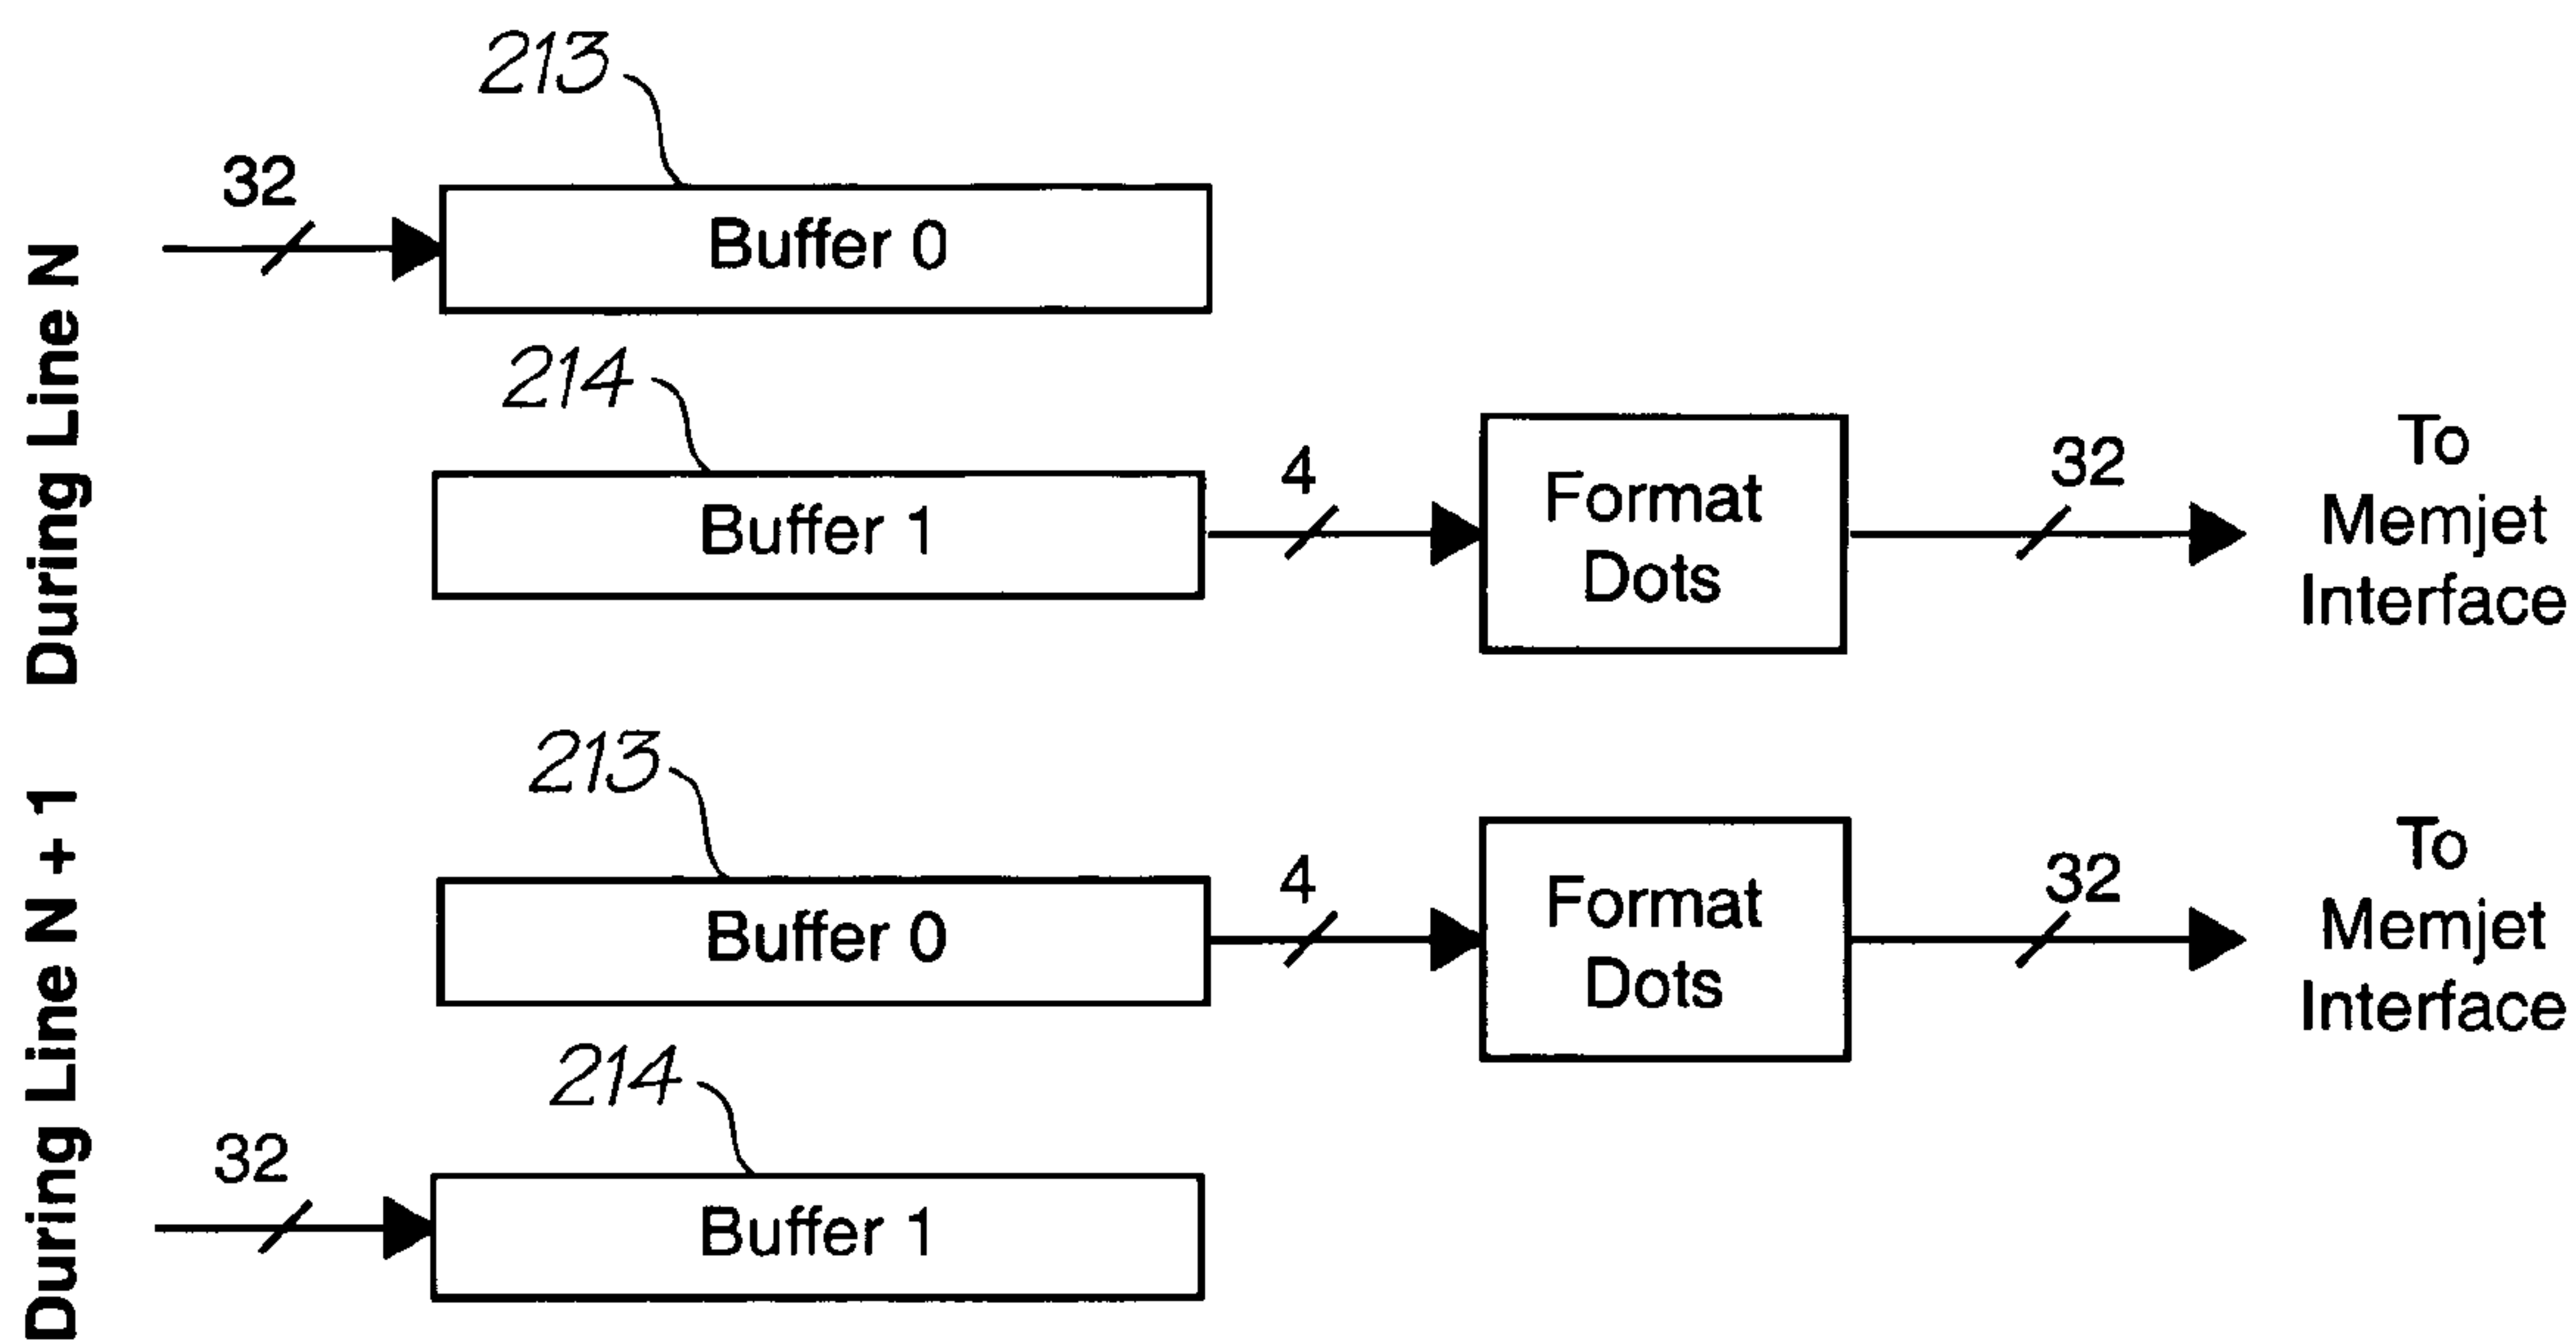 During Line N
213
32
Buffer 0
214
Buffer 1
4
Format
Dots
32
To
Memjet
Interface
During Line N + 1
213
Buffer 0
4
Format
Dots
32
To
Memjet
Interface
214
32
Buffer 1